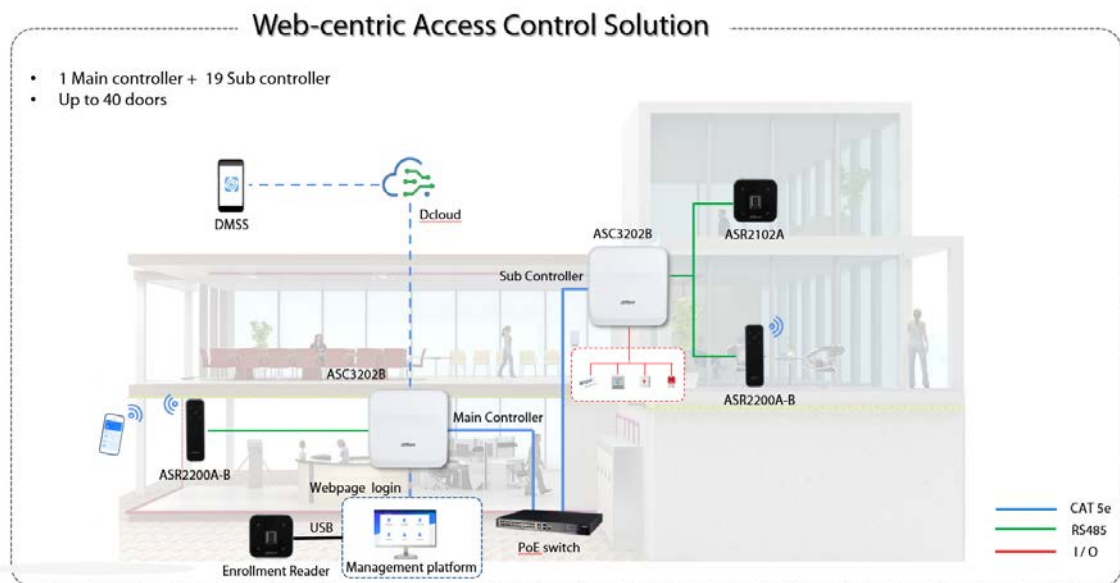 Web-centric Access Control Solution
• 1 Main controller + 19 Sub controller
• Up to 40 doors
DMSS
Dcloud
ASC3202B
ASR2102A
Sub Controller
ASC3202B
ASR2200A-B
Main Controller
ASR2200A-B
Webpage login
USB
PoE switch
Enrollment Reader
Management platform
CAT 5e
RS485
I / O